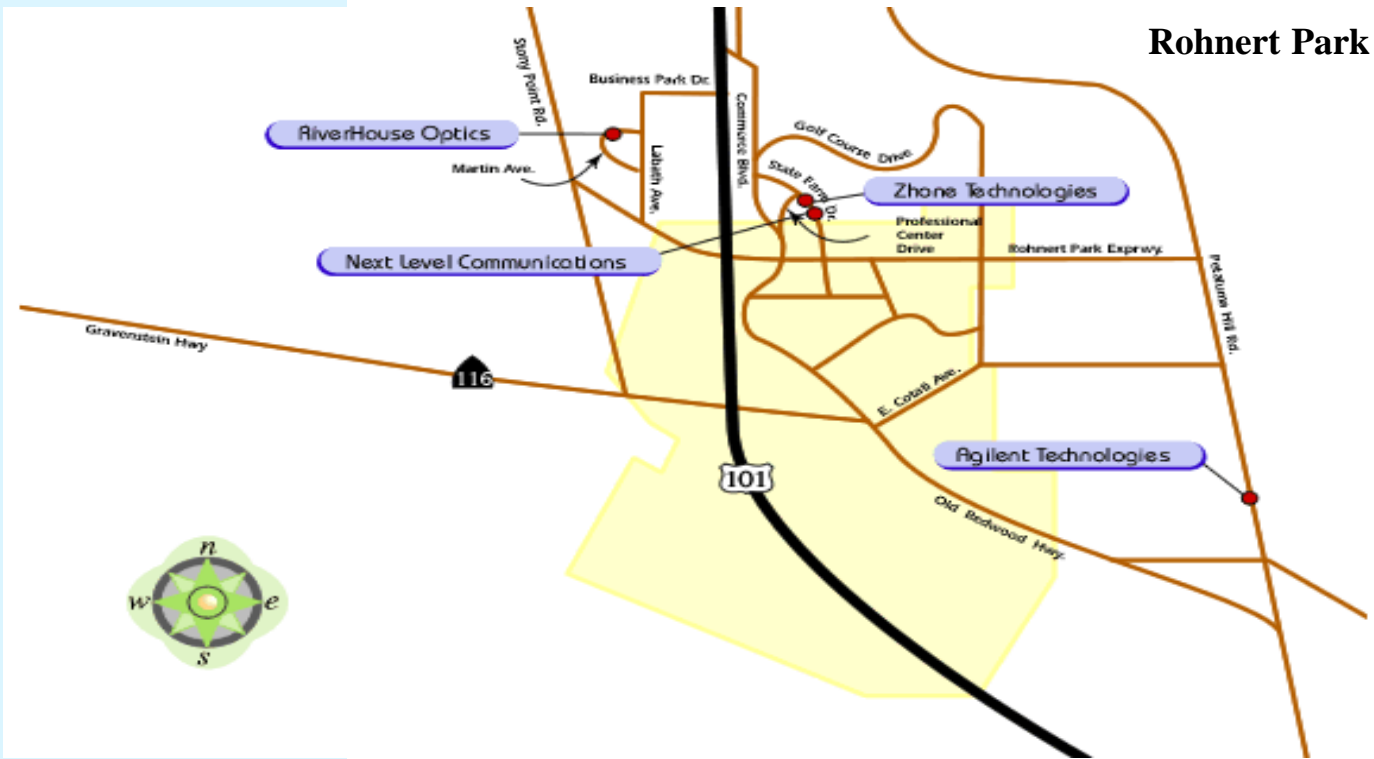 Rohnert Park
Stony Point Rd.
Business Park Dr.
RiverHouse Optics
Martin Ave.
Labath Ave.
Commerce Blvd.
Golf Course Drive
State Farm Dr.
Zhone Technologies
Professional
Center
Drive
Next Level Communications
Rohnert Park Exprwy.
Petaluma Hill Rd.
Gravenstein Hwy
116
E. Cotati Ave.
Agilent Technologies
101
Old Redwood Hwy.
n
w
e
s